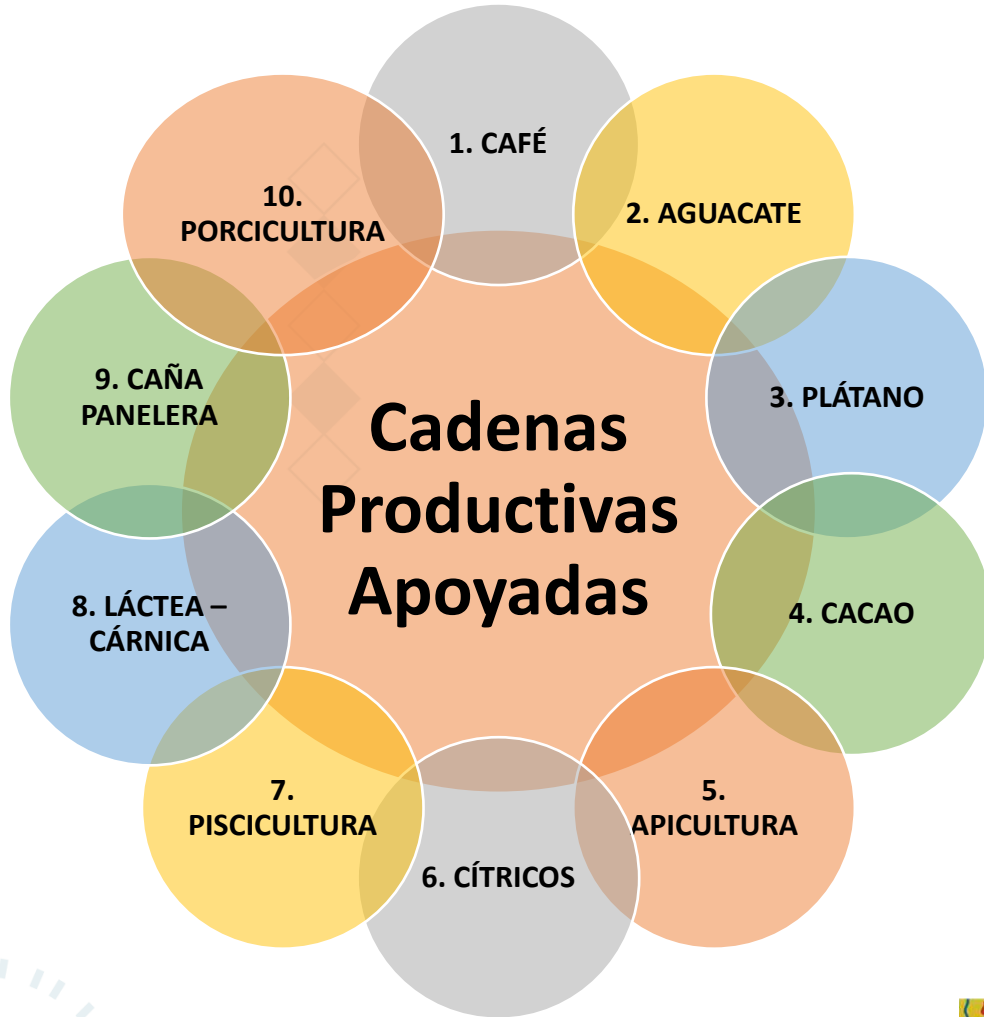 1. CAFÉ
2. AGUACATE
3. PLÁTANO
4. CACAO
5.
APICULTURA
6. CÍTRICOS
7.
PISCICULTURA
8. LÁCTEA –
CÁRNICA
9. CAÑA
PANELERA
10.
PORCICULTURA
Cadenas
Productivas
Apoyadas